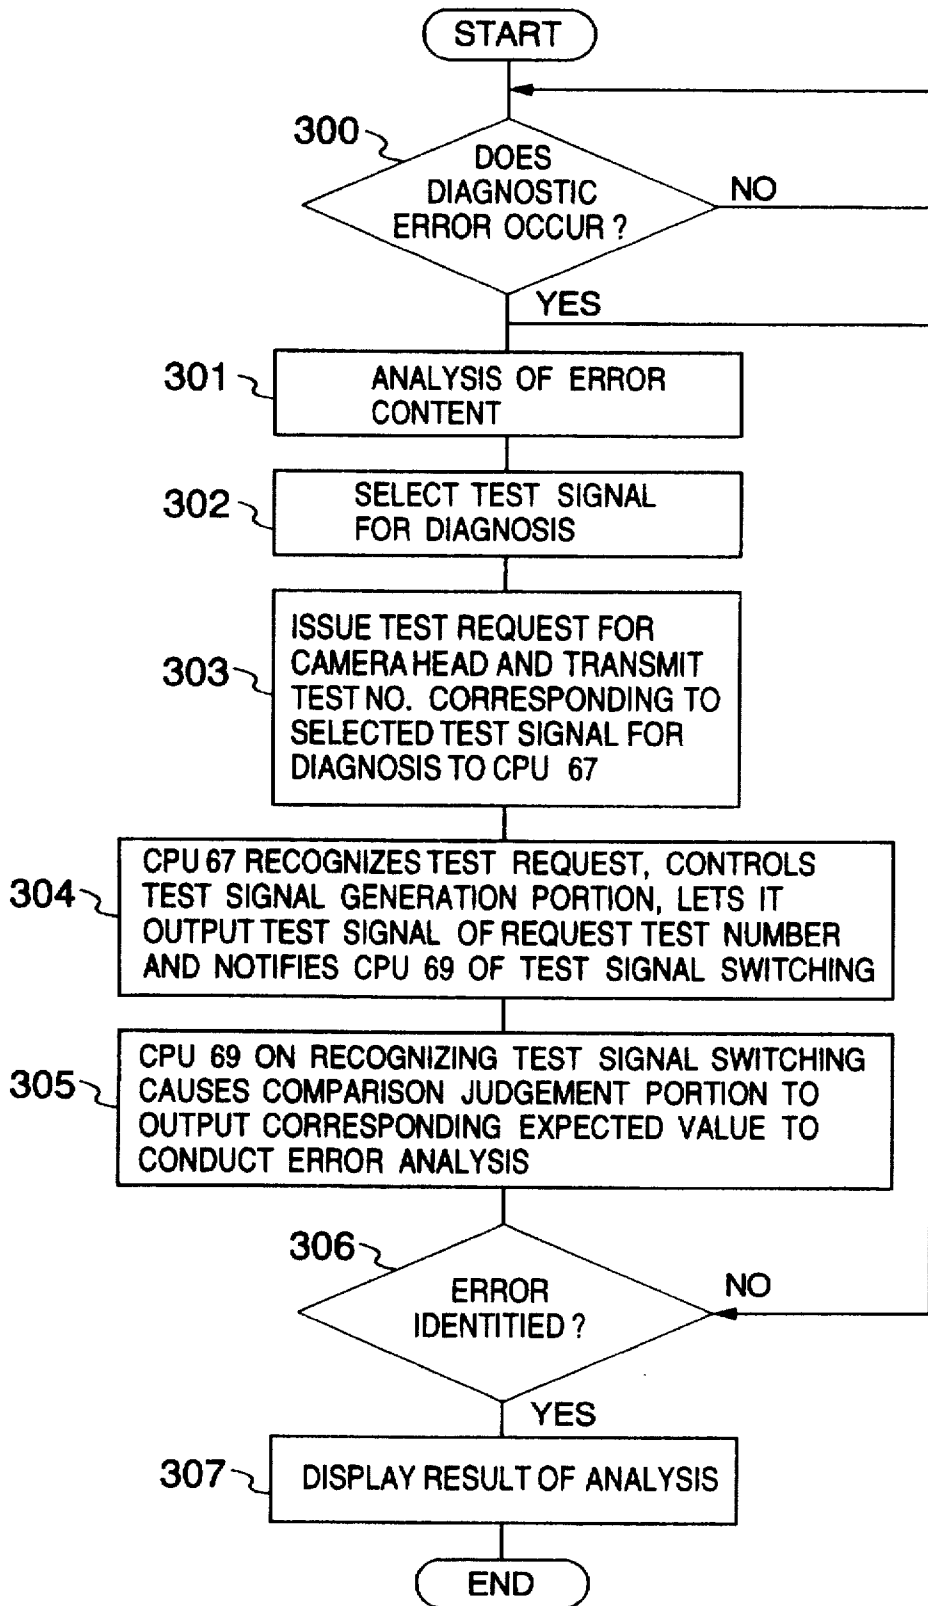 START
300
DOES
DIAGNOSTIC
ERROR OCCUR ?
NO
YES
301
ANALYSIS OF ERROR
CONTENT
302
SELECT TEST SIGNAL
FOR DIAGNOSIS
303
ISSUE TEST REQUEST FOR
CAMERA HEAD AND TRANSMIT
TEST NO. CORRESPONDING TO
SELECTED TEST SIGNAL FOR
DIAGNOSIS TO CPU 67
304
CPU 67 RECOGNIZES TEST REQUEST, CONTROLS
TEST SIGNAL GENERATION PORTION, LETS IT
OUTPUT TEST SIGNAL OF REQUEST TEST NUMBER
AND NOTIFIES CPU 69 OF TEST SIGNAL SWITCHING
305
CPU 69 ON RECOGNIZING TEST SIGNAL SWITCHING
CAUSES COMPARISON JUDGEMENT PORTION TO
OUTPUT CORRESPONDING EXPECTED VALUE TO
CONDUCT ERROR ANALYSIS
306
ERROR
IDENTITIED ?
NO
YES
307
DISPLAY RESULT OF ANALYSIS
END